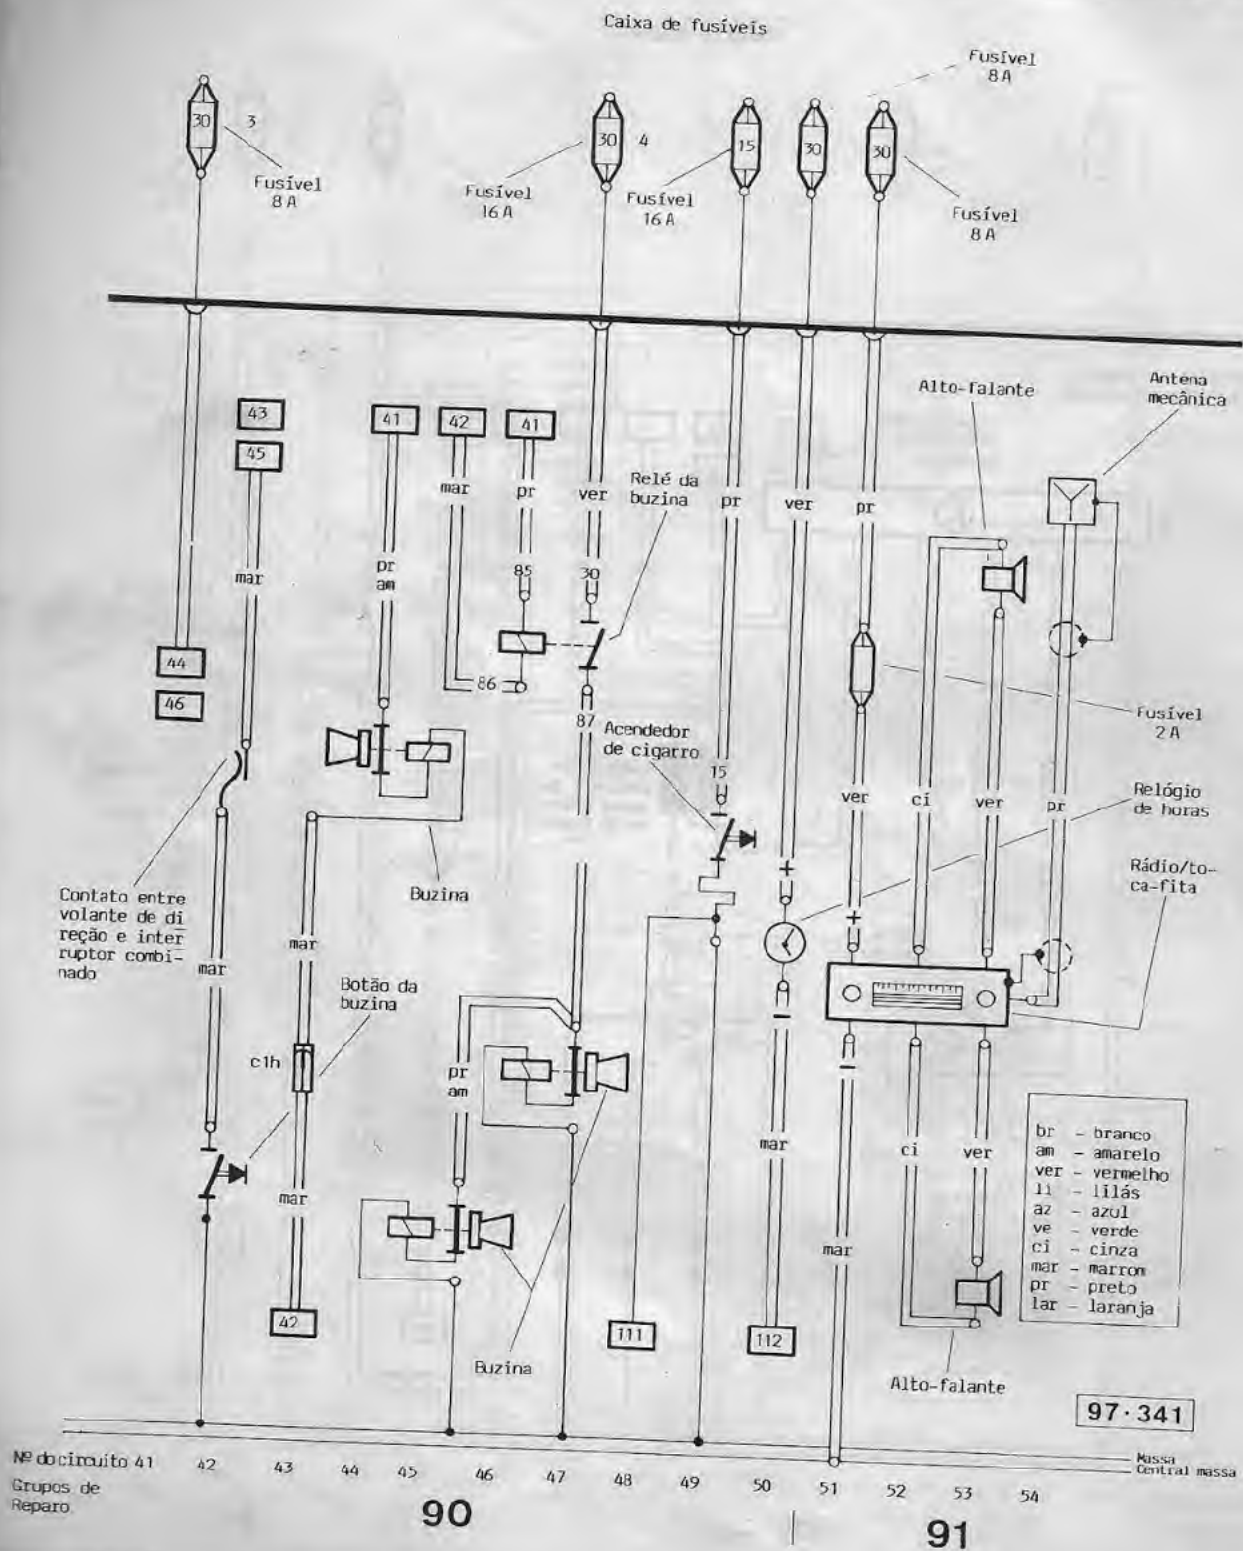 Caixa de fusíveis
Fusível
8 A
30
3
30
4
15
30
30
Fusível
8 A
Fusível
16 A
Fusível
16 A
Fusível
8 A
43
45
41
42
41
Alto-falante
Antena
mecânica
Relé da
buzina
mar
pr
ver
pr
ver
pr
mar
pr
am
85
30
44
46
86
87
Acendedor
de cigarro
Fusível
2 A
15
ver
ci
ver
pr
Relógio
de horas
+
Rádio/to-
ca-fita
Contato entre
volante de di
reção e inter
ruptor combi-
nado
Buzina
+
mar
mar
Botão da
buzina
c1h
–
–
pr
am
mar
ci
ver
mar
mar
br – branco
am – amarelo
ver – vermelho
li – lilás
az – azul
ve – verde
ci – cinza
mar – marrom
pr – preto
lar – laranja
42
111
112
Buzina
Alto-falante
97·341
Massa
Central massa
Nº do circuito 41 42 43 44 45 46 47 48 49 50 51 52 53 54
Grupos de
Reparo
90
91